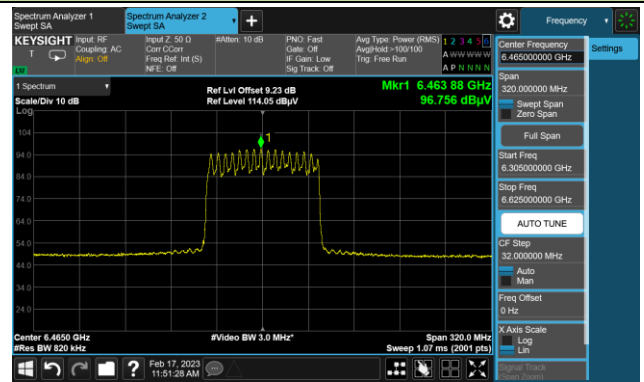 Spectrum Analyzer 1
Swept SA
Spectrum Analyzer 2
Swept SA
+
Frequency
KEYSIGHT
T
LW
Input: RF
Coupling: AC
Align: Off
Input Z: 50 Ω
Corr CCorr
Freq Ref: Int (S)
NFE: Off
#Atten: 10 dB
PNO: Fast
Gate: Off
IF Gain: Low
Sig Track: Off
Avg Type: Power (RMS)
Avg|Hold >100/100
Trig: Free Run
1 2 3 4 5 6
A W W W W W
A P N N N N
1 Spectrum
Scale/Div 10 dB
Log
Ref Lvl Offset 9.23 dB
Ref Level 114.05 dBµV
Mkr1 6.463 88 GHz
96.756 dBµV
1
104
94.0
84.0
74.0
64.0
54.0
44.0
34.0
24.0
Center 6.4650 GHz
#Res BW 820 kHz
#Video BW 3.0 MHz*
Span 320.0 MHz
Sweep 1.07 ms (2001 pts)
Center Frequency
6.465000000 GHz
Settings
Span
320.000000 MHz
Swept Span
Zero Span
Full Span
Start Freq
6.305000000 GHz
Stop Freq
6.625000000 GHz
AUTO TUNE
CF Step
32.000000 MHz
Auto
Man
Freq Offset
0 Hz
X Axis Scale
Log
Lin
Signal Track
(Span Zoom)
?
Feb 17, 2023
11:51:28 AM